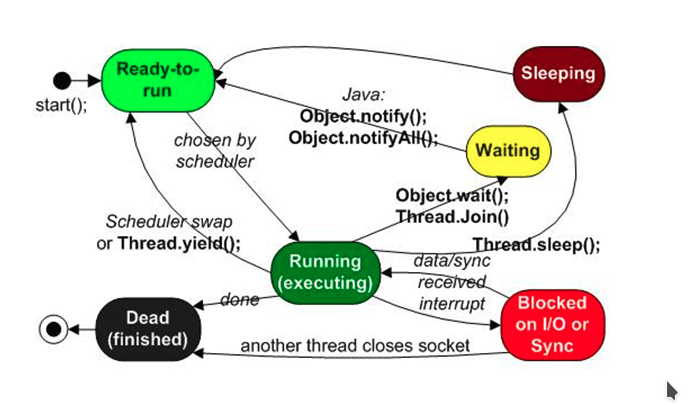 Ready-to-
run
Sleeping
start();
Java:
Object.notify();
Object.notifyAll();
chosen by
scheduler
Waiting
Object.wait();
Thread.Join()
Scheduler swap
or Thread.yield();
Thread.sleep();
Running
(executing)
data/sync
received
interrupt
done
Blocked
on I/O or
Sync
Dead
(finished)
another thread closes socket